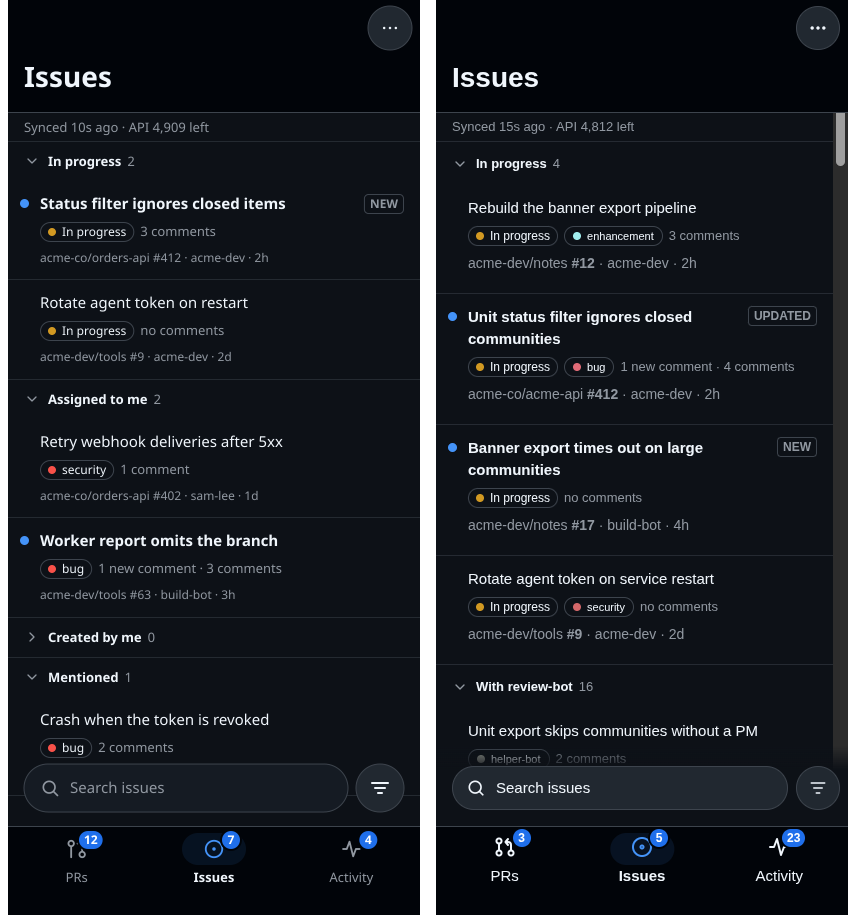 Issues
Synced 10s ago · API 4,909 left
In progress 2
Status filter ignores closed items NEW
In progress 3 comments
acme-co/orders-api #412 · acme-dev · 2h
Rotate agent token on restart
In progress no comments
acme-dev/tools #9 · acme-dev · 2d
Assigned to me 2
Retry webhook deliveries after 5xx
security 1 comment
acme-co/orders-api #402 · sam-lee · 1d
Worker report omits the branch
bug 1 new comment · 3 comments
acme-dev/tools #63 · build-bot · 3h
Created by me 0
Mentioned 1
Crash when the token is revoked
bug 2 comments
Search issues
12 7 4
PRs Issues Activity
Issues
Synced 15s ago · API 4,812 left
In progress 4
Rebuild the banner export pipeline
In progress enhancement 3 comments
acme-dev/notes #12 · acme-dev · 2h
Unit status filter ignores closed UPDATED
communities
In progress bug 1 new comment · 4 comments
acme-co/acme-api #412 · acme-dev · 2h
Banner export times out on large NEW
communities
In progress no comments
acme-dev/notes #17 · build-bot · 4h
Rotate agent token on service restart
In progress security no comments
acme-dev/tools #9 · acme-dev · 2d
With review-bot 16
Unit export skips communities without a PM
helper-bot 2 comments
Search issues
3 5 23
PRs Issues Activity